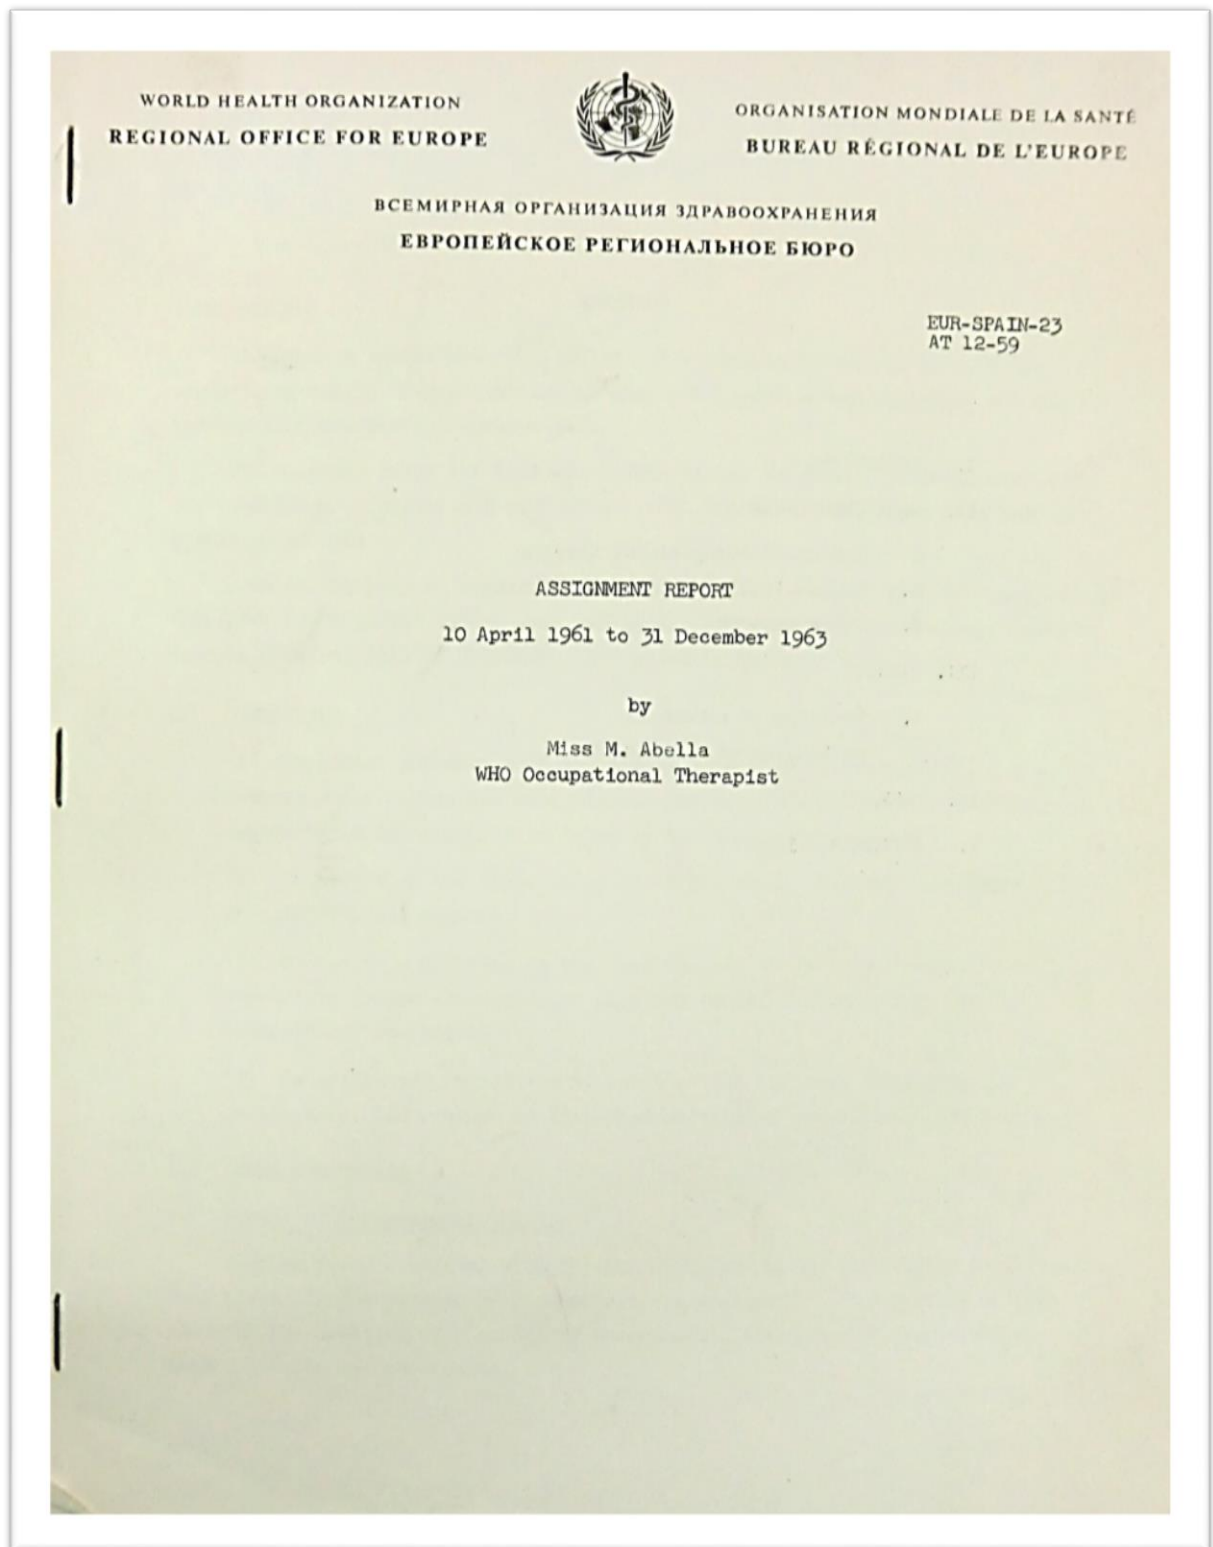 WORLD HEALTH ORGANIZATION
REGIONAL OFFICE FOR EUROPE
ORGANISATION MONDIALE DE LA SANTÉ
BUREAU RÉGIONAL DE L'EUROPE
ВСЕМИРНАЯ ОРГАНИЗАЦИЯ ЗДРАВООХРАНЕНИЯ
ЕВРОПЕЙСКОЕ РЕГИОНАЛЬНОЕ БЮРО
EUR-SPAIN-23
AT 12-59
ASSIGNMENT REPORT
10 April 1961 to 31 December 1963
by
Miss M. Abella
WHO Occupational Therapist